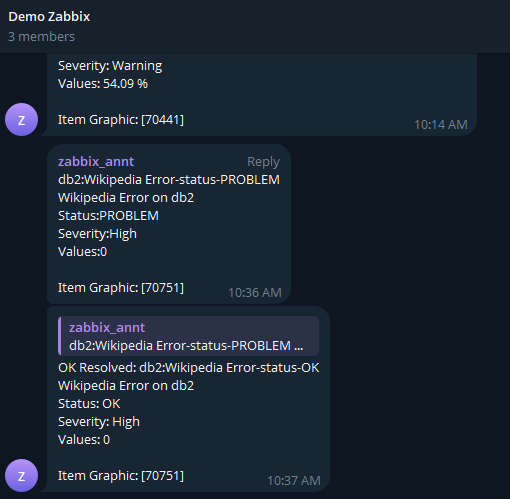 Demo Zabbix
3 members
Severity: Warning
Values: 54.09 %
Item Graphic: [70441]
10:14 AM
Z
zabbix_annt
Reply
db2:Wikipedia Error-status-PROBLEM
Wikipedia Error on db2
Status:PROBLEM
Severity:High
Values:0
Item Graphic: [70751]
10:36 AM
zabbix_annt
db2:Wikipedia Error-status-PROBLEM ...
OK Resolved: db2:Wikipedia Error-status-OK
Wikipedia Error on db2
Status: OK
Severity: High
Values: 0
Item Graphic: [70751]
10:37 AM
Z